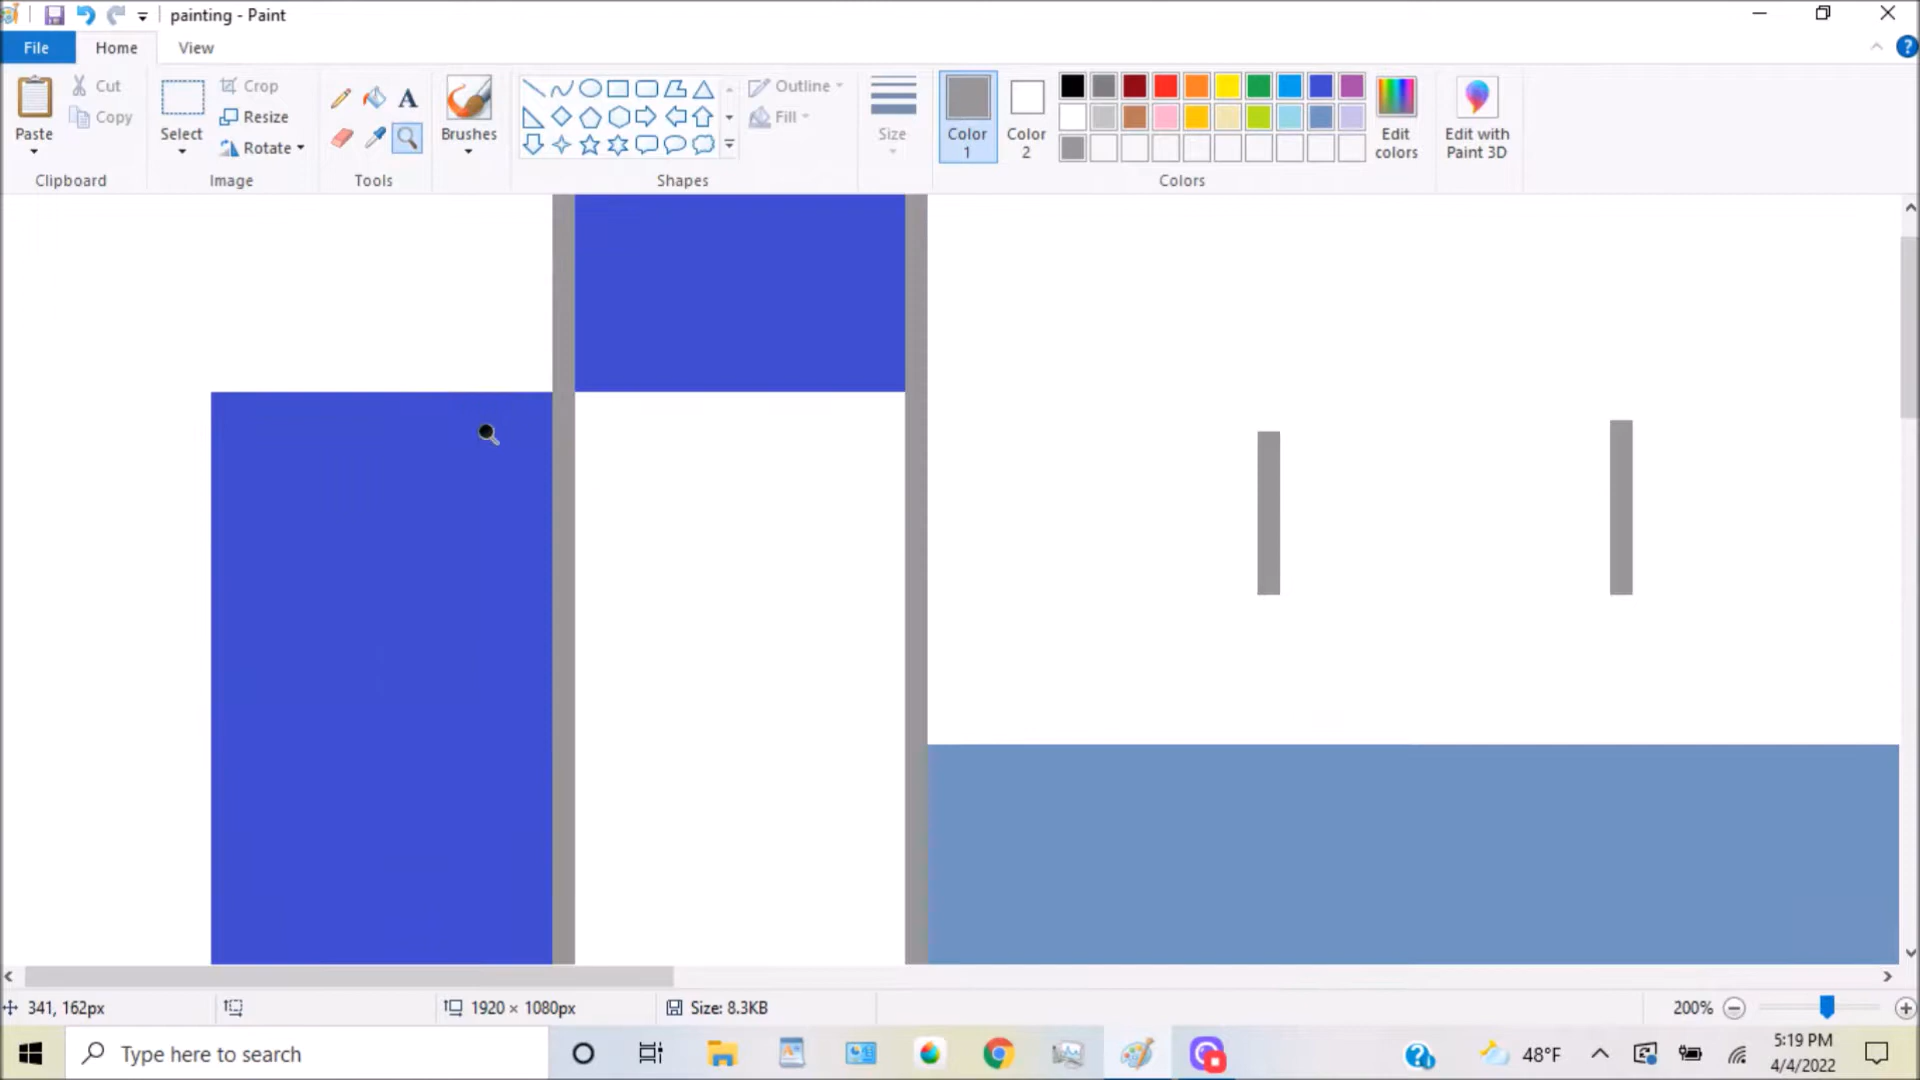 painting - Paint
File Home View
Paste
Cut
Copy
Clipboard
Select
Crop
Resize
Rotate
Image
A
Tools
Brushes
Shapes
Outline
Fill
Size
Color 1
Color 2
Colors
Edit colors
Edit with Paint 3D
341, 162px
1920 × 1080px
Size: 8.3KB
200%
Type here to search
48°F
5:19 PM
4/4/2022